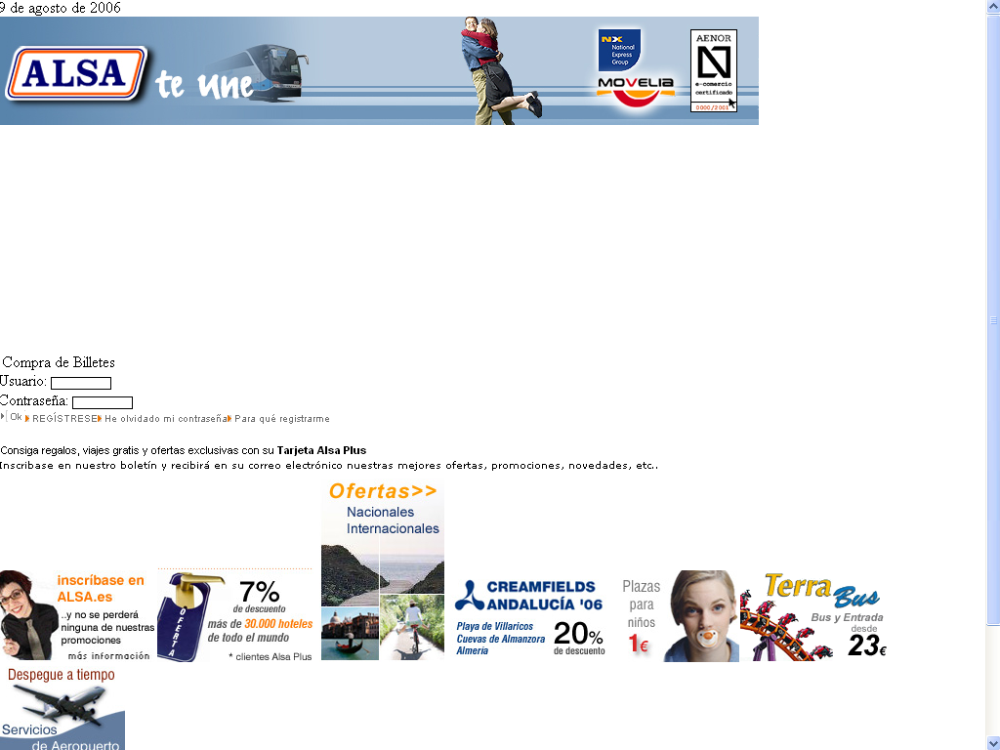 9 de agosto de 2006
ALSA te une
NX
National
Express
Group
MOVELIA
AENOR
N
e-comercio
certificado
0000/2001
Compra de Billetes
Usuario:
Contraseña:
Ok REGÍSTRESE He olvidado mi contraseña Para qué registrarme
Consiga regalos, viajes gratis y ofertas exclusivas con su Tarjeta Alsa Plus
Inscribase en nuestro boletín y recibirá en su correo electrónico nuestras mejores ofertas, promociones, novedades, etc..
inscríbase en
ALSA.es
..y no se perderá
ninguna de nuestras
promociones
más información
OFERTA
7%
de descuento
más de 30.000 hoteles
de todo el mundo
* clientes Alsa Plus
Ofertas>>
Nacionales
Internacionales
CREAMFIELDS
ANDALUCÍA '06
Playa de Villaricos
Cuevas de Almanzora
Almería
20%
de descuento
Plazas
para
niños
1€
Terra
Bus
Bus y Entrada
desde
23€
Despegue a tiempo
Servicios
de Aeropuerto